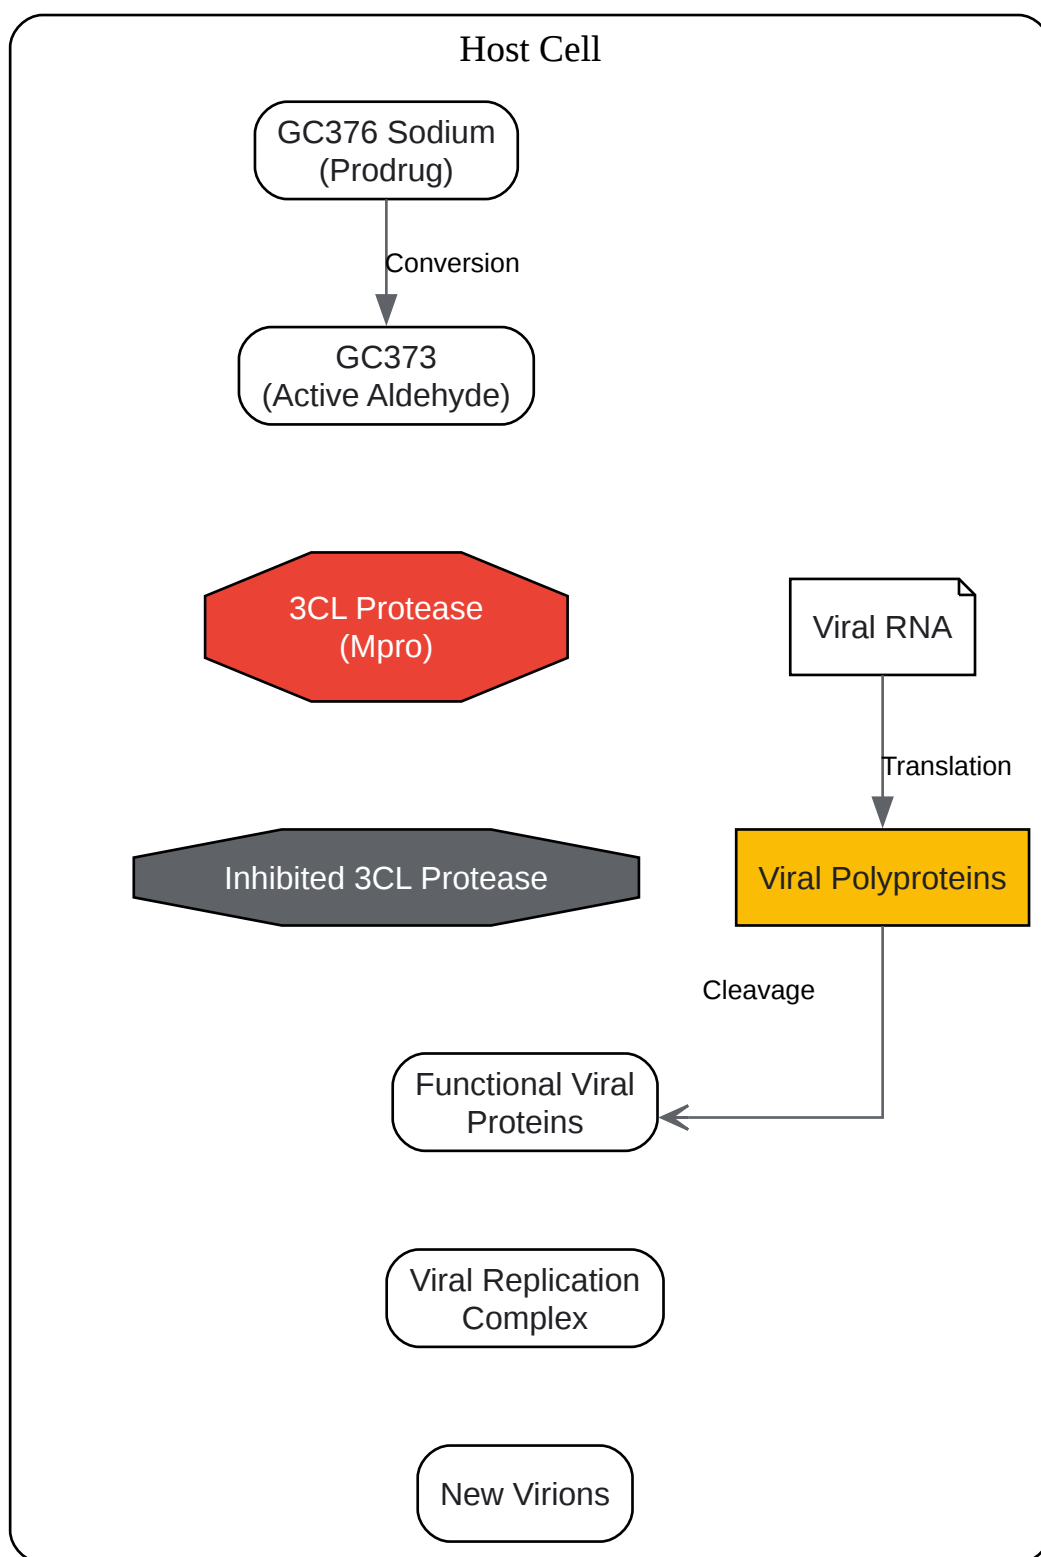 Host Cell
GC376 Sodium
(Prodrug)
Conversion
GC373
(Active Aldehyde)
3CL Protease
(Mpro)
Viral RNA
Translation
Inhibited 3CL Protease
Viral Polyproteins
Cleavage
Functional Viral
Proteins
Viral Replication
Complex
New Virions